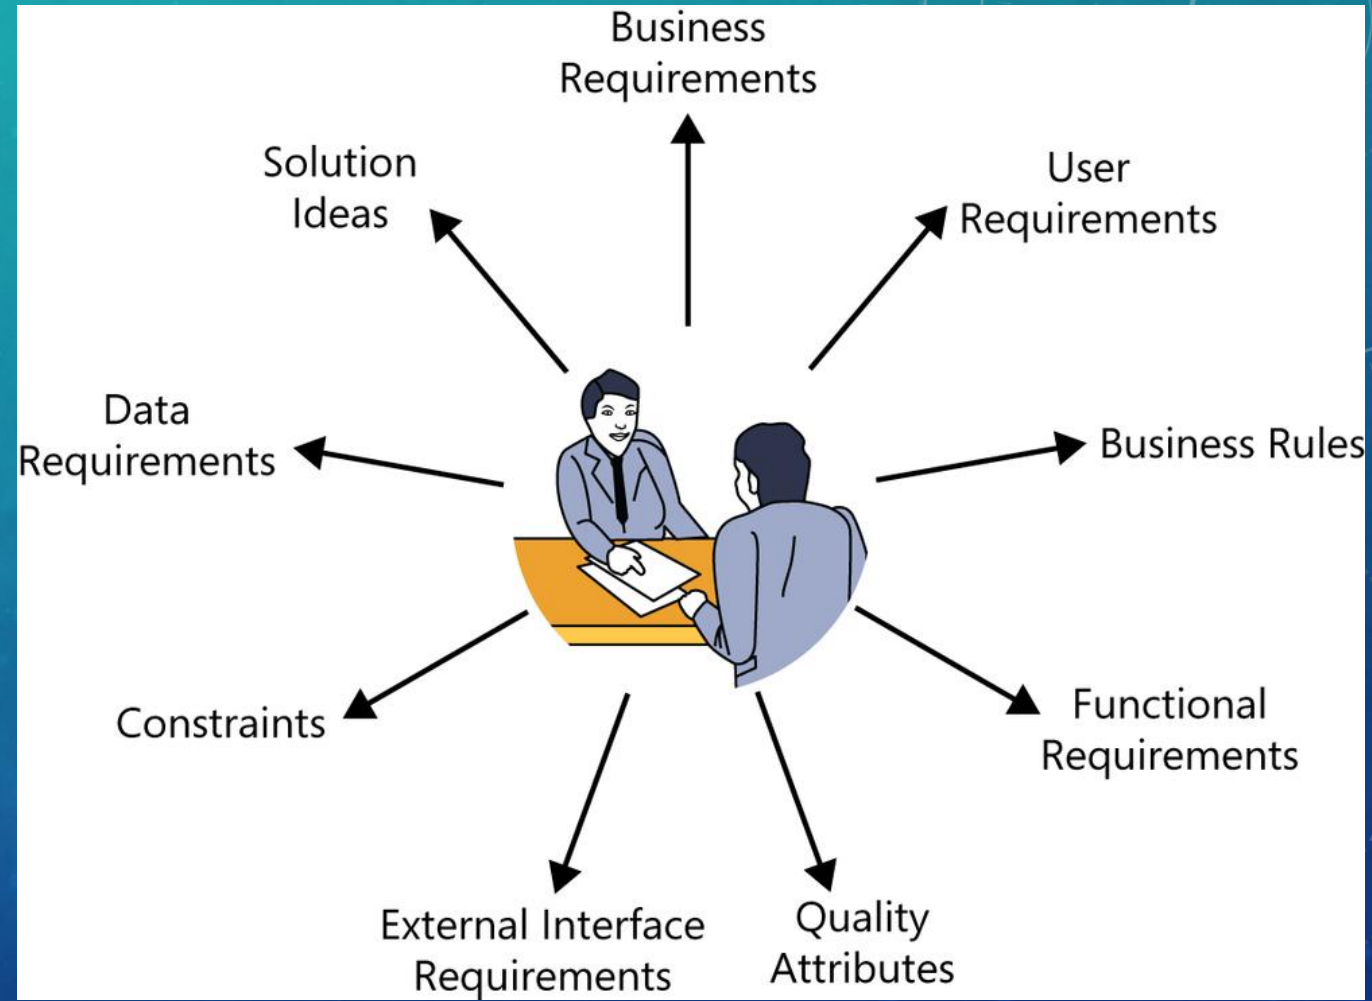 Business
Requirements
Solution
Ideas
User
Requirements
Data
Requirements
Business Rules
Constraints
Functional
Requirements
External Interface
Requirements
Quality
Attributes